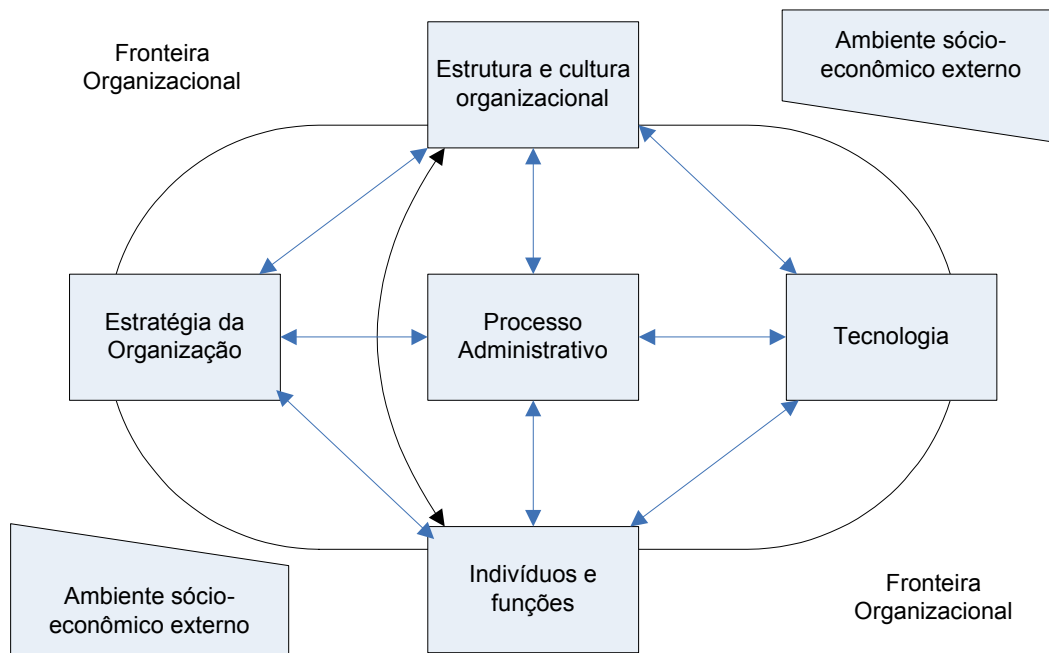 Fronteira
Organizacional
Estrutura e cultura
organizacional
Ambiente sócio-
econômico externo
Estratégia da
Organização
Processo
Administrativo
Tecnologia
Ambiente sócio-
econômico externo
Indivíduos e
funções
Fronteira
Organizacional